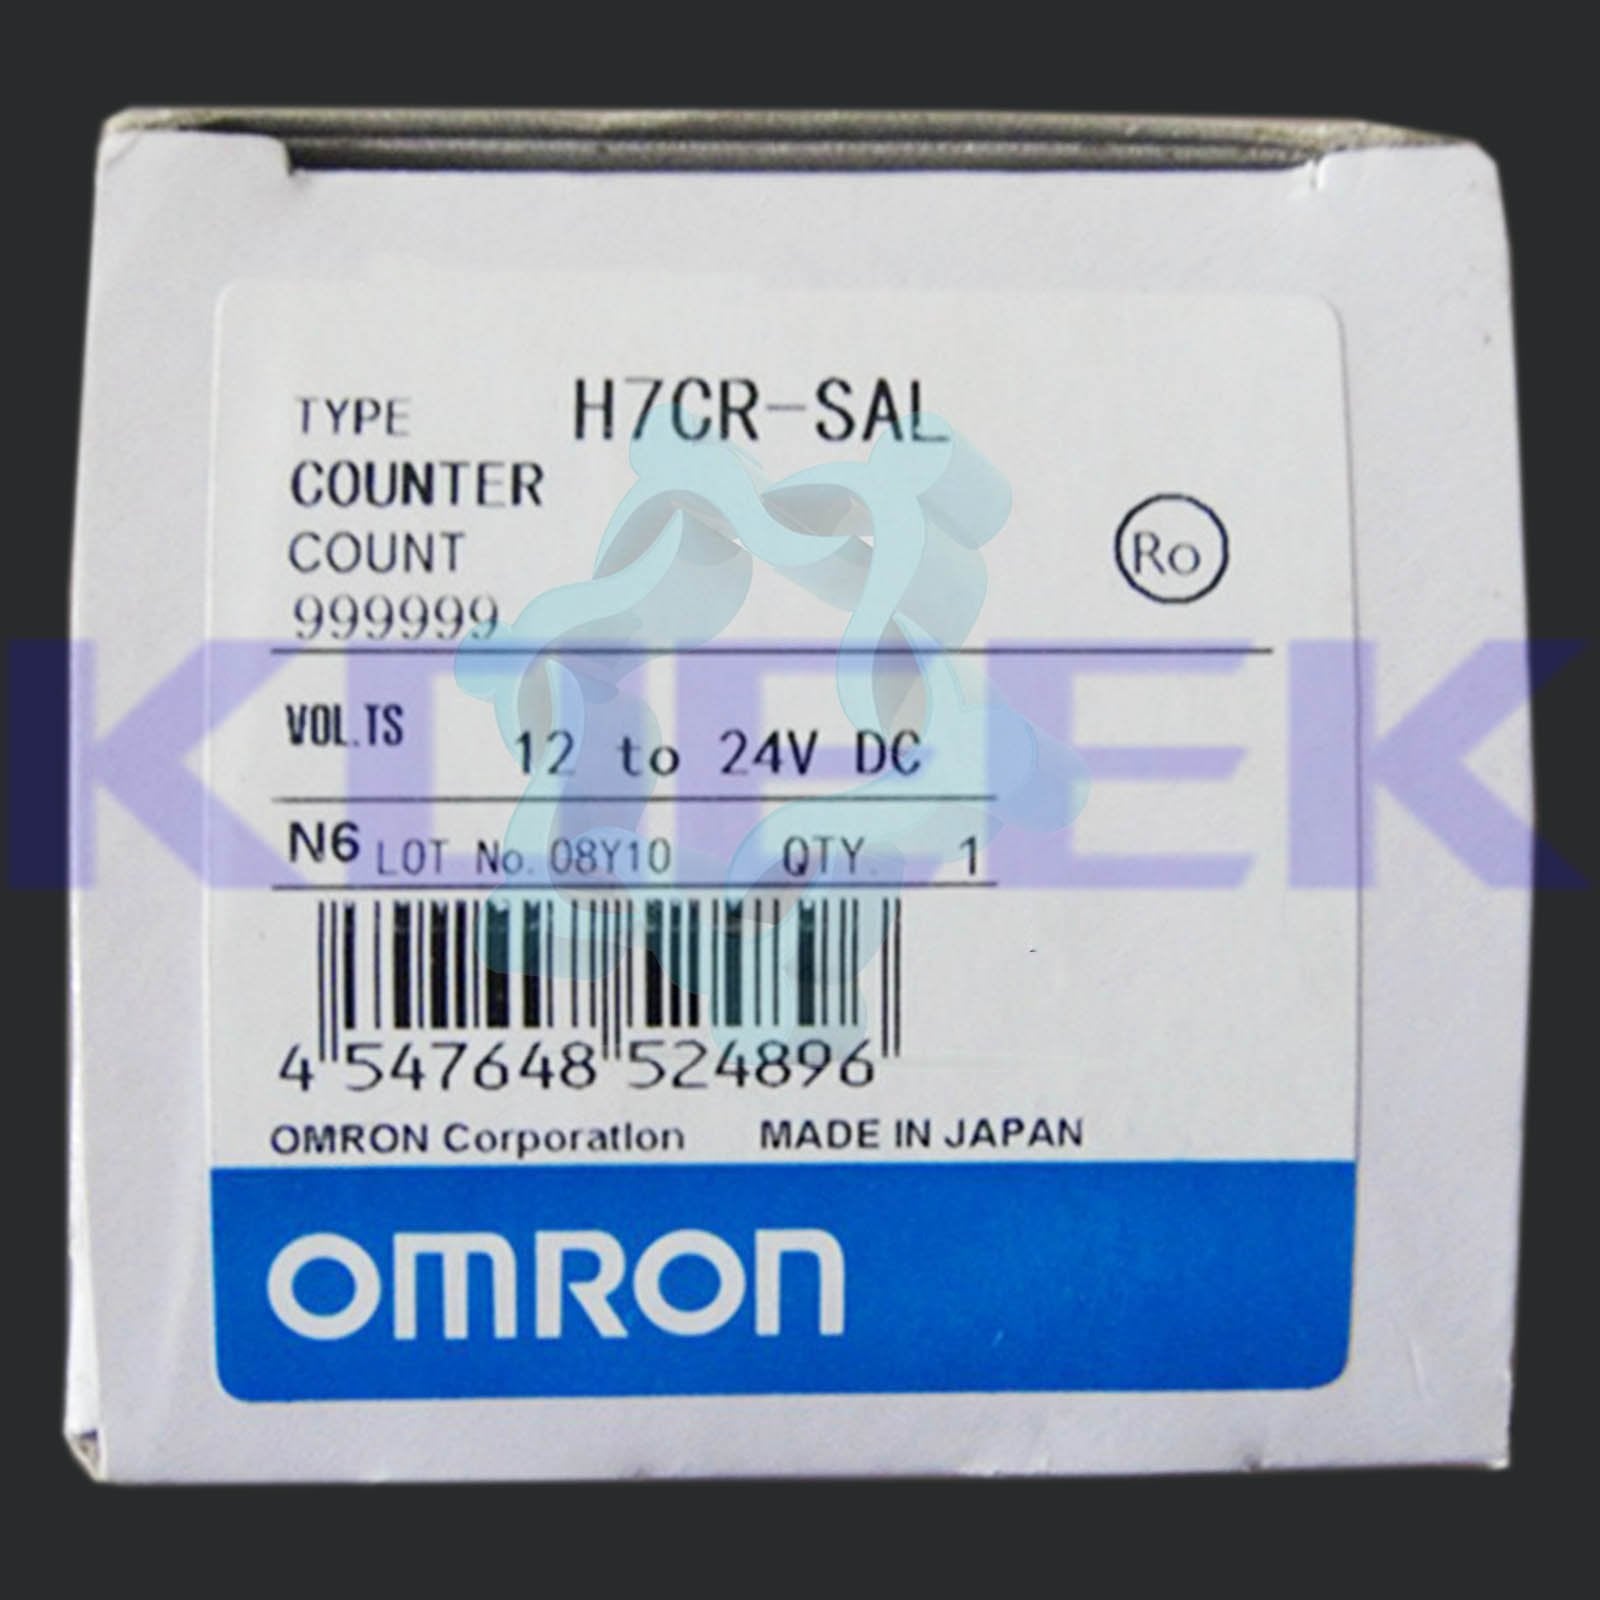 TYPE H7CR-SAL
COUNTER
COUNT
999999
Ro
VOL.TS 12 to 24V DC
N6 LOT No. 08Y10 QTY. 1
4 547648 524896
OMRON Corporation MADE IN JAPAN
OMRON